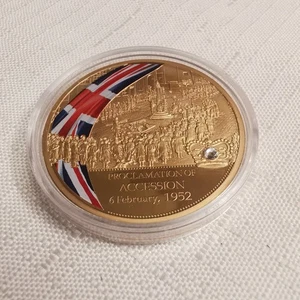 PROCLAMATION OF
ACCESSION
6 February, 1952